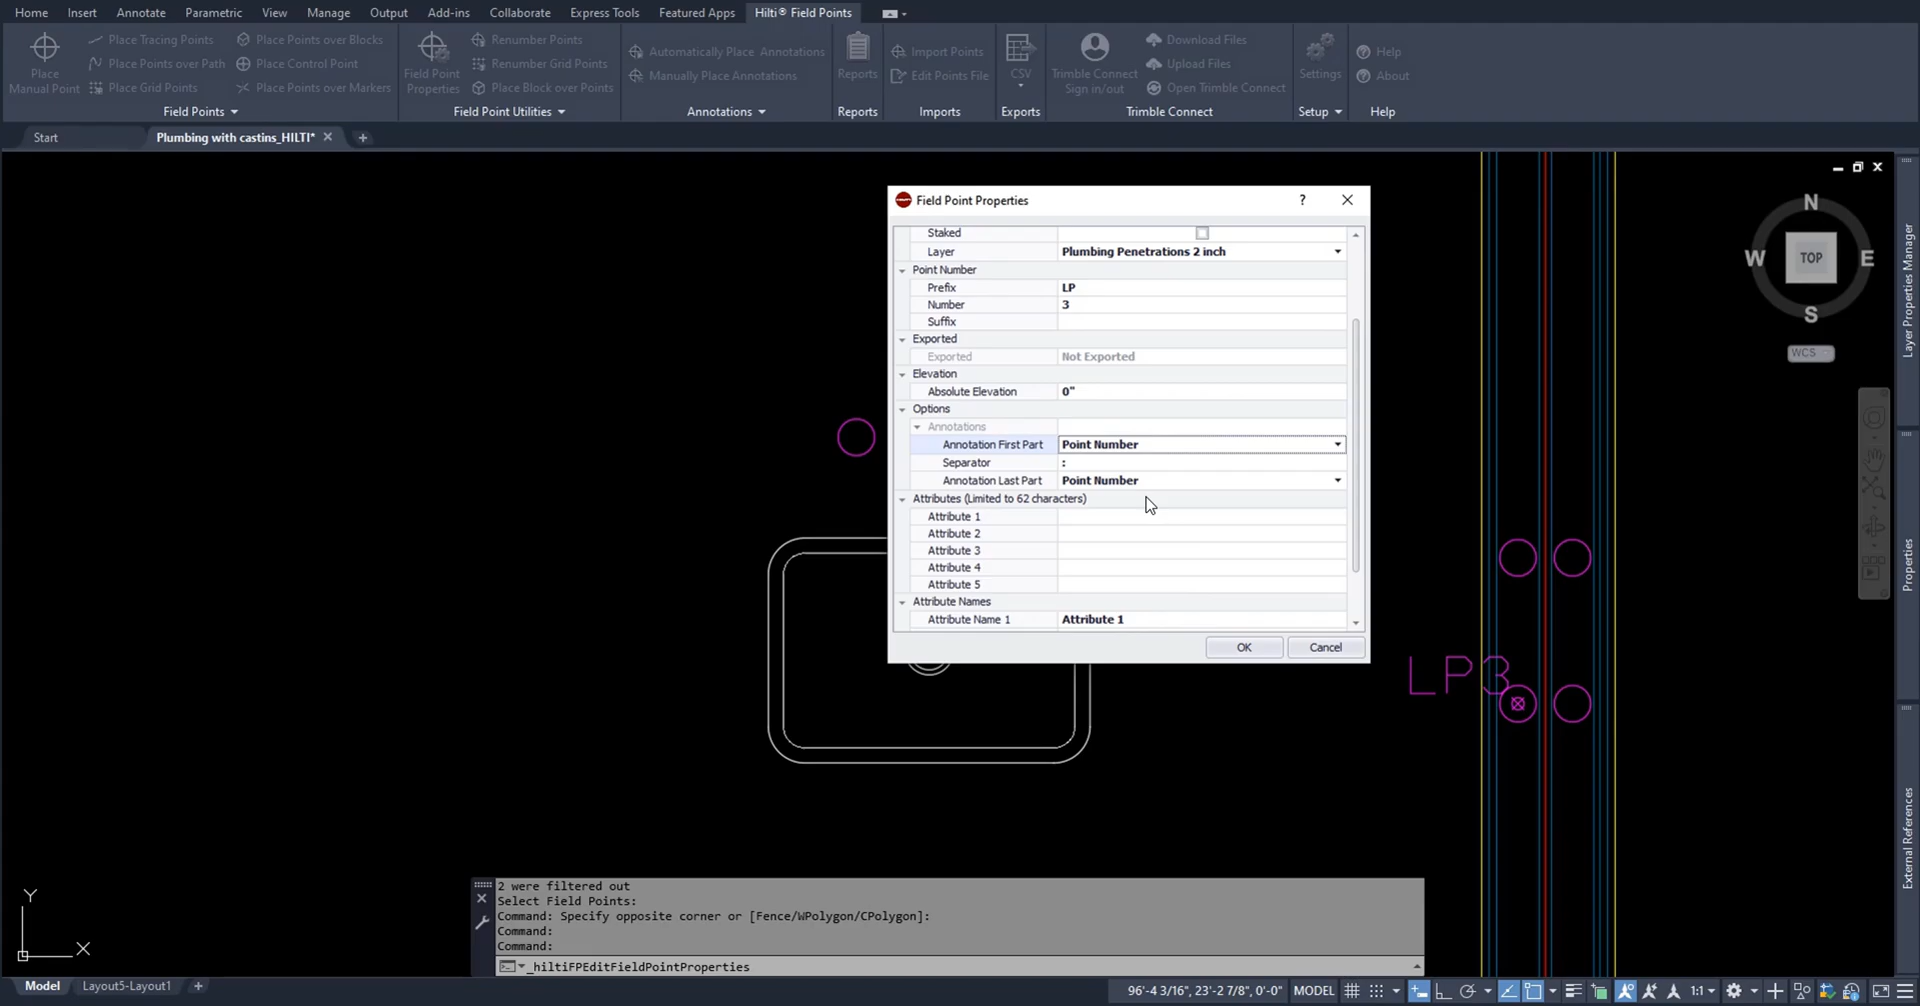 Home Insert Annotate Parametric View Manage Output Add-ins Collaborate Express Tools Featured Apps Hilti® Field Points
Place Manual Point
Place Tracing Points
Place Points over Path
Place Grid Points
Place Points over Blocks
Place Control Point
Place Points over Markers
Field Points
Field Point Properties
Renumber Points
Renumber Grid Points
Place Block over Points
Field Point Utilities
Automatically Place Annotations
Manually Place Annotations
Annotations
Reports
Reports
Import Points
Edit Points File
Imports
CSV
Exports
Trimble Connect Sign in/out
Download Files
Upload Files
Open Trimble Connect
Trimble Connect
Settings
Setup
Help
About
Help
Start
Plumbing with castins_HILTI*
Field Point Properties
?
Staked
Layer Plumbing Penetrations 2 inch
Point Number
Prefix LP
Number 3
Suffix
Exported
Exported Not Exported
Elevation
Absolute Elevation 0"
Options
Annotations
Annotation First Part Point Number
Separator :
Annotation Last Part Point Number
Attributes (Limited to 62 characters)
Attribute 1
Attribute 2
Attribute 3
Attribute 4
Attribute 5
Attribute Names
Attribute Name 1 Attribute 1
OK Cancel
LP3
N
W TOP E
S
WCS
Layer Properties Manager
Properties
External References
Y
X
2 were filtered out
Select Field Points:
Command: Specify opposite corner or [Fence/WPolygon/CPolygon]:
Command:
Command:
_hiltiFPEditFieldPointProperties
Model Layout5-Layout1 +
96'-4 3/16", 23'-2 7/8", 0'-0" MODEL 1:1